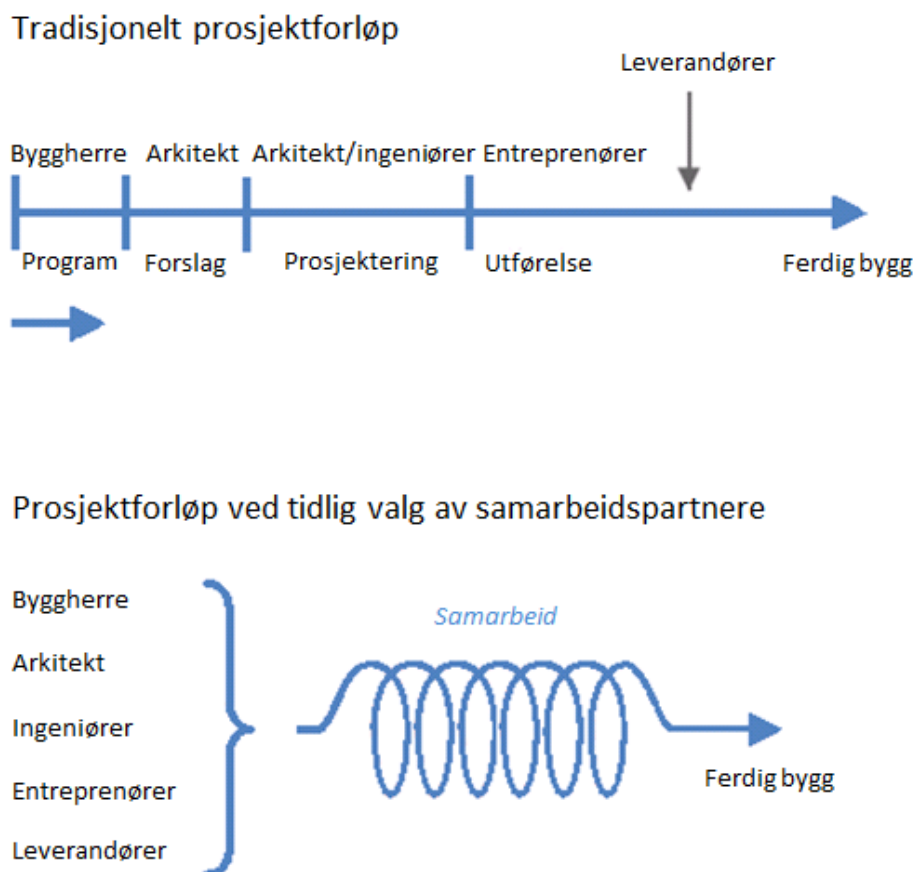 Tradisjonelt prosjektforløp
Leverandører
Byggherre Arkitekt Arkitekt/ingeniører Entreprenører
Program Forslag Prosjektering Utførelse Ferdig bygg
Prosjektforløp ved tidlig valg av samarbeidspartnere
Byggherre
Samarbeid
Arkitekt
Ingeniører
Ferdig bygg
Entreprenører
Leverandører